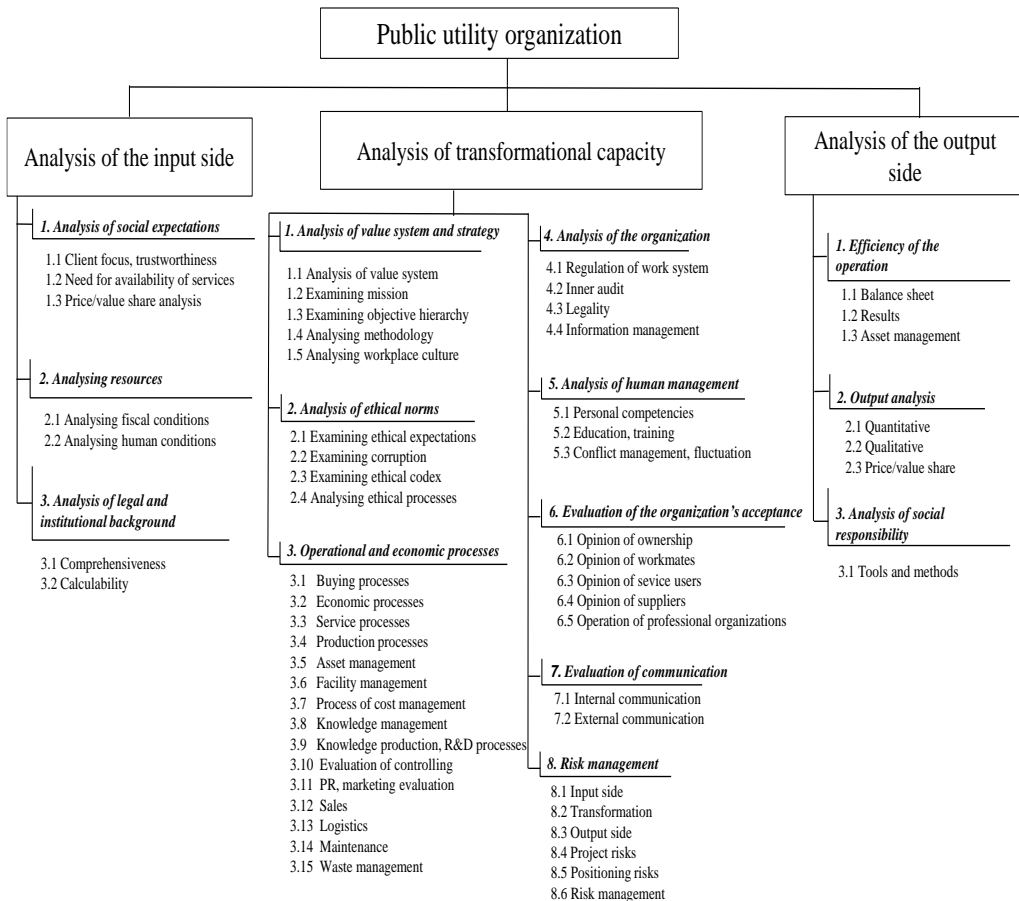 Public utility organization
Analysis of the input side
1. Analysis of social expectations
1.1 Client focus, trustworthiness
1.2 Need for availability of services
1.3 Price/value share analysis
2. Analysing resources
2.1 Analysing fiscal conditions
2.2 Analysing human conditions
3. Analysis of legal and
institutional background
3.1 Comprehensiveness
3.2 Calculability
Analysis of transformational capacity
1. Analysis of value system and strategy
1.1 Analysis of value system
1.2 Examining mission
1.3 Examining objective hierarchy
1.4 Analysing methodology
1.5 Analysing workplace culture
2. Analysis of ethical norms
2.1 Examining ethical expectations
2.2 Examining corruption
2.3 Examining ethical codex
2.4 Analysing ethical processes
3. Operational and economic processes
3.1 Buying processes
3.2 Economic processes
3.3 Service processes
3.4 Production processes
3.5 Asset management
3.6 Facility management
3.7 Process of cost management
3.8 Knowledge management
3.9 Knowledge production, R&D processes
3.10 Evaluation of controlling
3.11 PR, marketing evaluation
3.12 Sales
3.13 Logistics
3.14 Maintenance
3.15 Waste management
4. Analysis of the organization
4.1 Regulation of work system
4.2 Inner audit
4.3 Legality
4.4 Information management
5. Analysis of human management
5.1 Personal competencies
5.2 Education, training
5.3 Conflict management, fluctuation
6. Evaluation of the organization's acceptance
6.1 Opinion of ownership
6.2 Opinion of workmates
6.3 Opinion of sevice users
6.4 Opinion of suppliers
6.5 Operation of professional organizations
7. Evaluation of communication
7.1 Internal communication
7.2 External communication
8. Risk management
8.1 Input side
8.2 Transformation
8.3 Output side
8.4 Project risks
8.5 Positioning risks
8.6 Risk management
Analysis of the output
side
1. Efficiency of the
operation
1.1 Balance sheet
1.2 Results
1.3 Asset management
2. Output analysis
2.1 Quantitative
2.2 Qualitative
2.3 Price/value share
3. Analysis of social
responsibility
3.1 Tools and methods